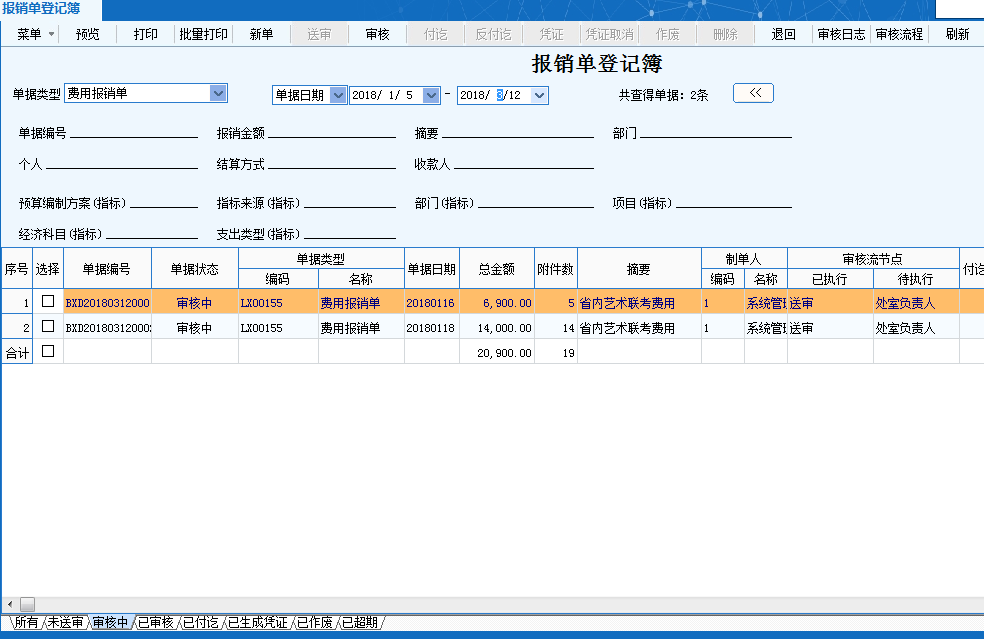 报销单登记簿
菜单 预览 打印 批量打印 新单 送审 审核 付讫 反付讫 凭证 凭证取消 作废 删除 退回 审核日志 审核流程 刷新
报销单登记簿
单据类型 费用报销单 单据日期 2018/ 1/ 5 - 2018/ 3/12 共查得单据: 2条 <<
单据编号 报销金额 摘要 部门
个人 结算方式 收款人
预算编制方案(指标) 指标来源(指标) 部门(指标) 项目(指标)
经济科目(指标) 支出类型(指标)
序号 选择 单据编号 单据状态 单据类型 单据日期 总金额 附件数 摘要 制单人 审核流节点 付讫
编码 名称 编码 名称 已执行 待执行
1 BXD20180312000 审核中 LX00155 费用报销单 20180116 6,900.00 5 省内艺术联考费用 1 系统管 送审 处室负责人
2 BXD20180312000 审核中 LX00155 费用报销单 20180118 14,000.00 14 省内艺术联考费用 1 系统管 送审 处室负责人
合计 20,900.00 19
所有 未送审 审核中 已审核 已付讫 已生成凭证 已作废 已超期